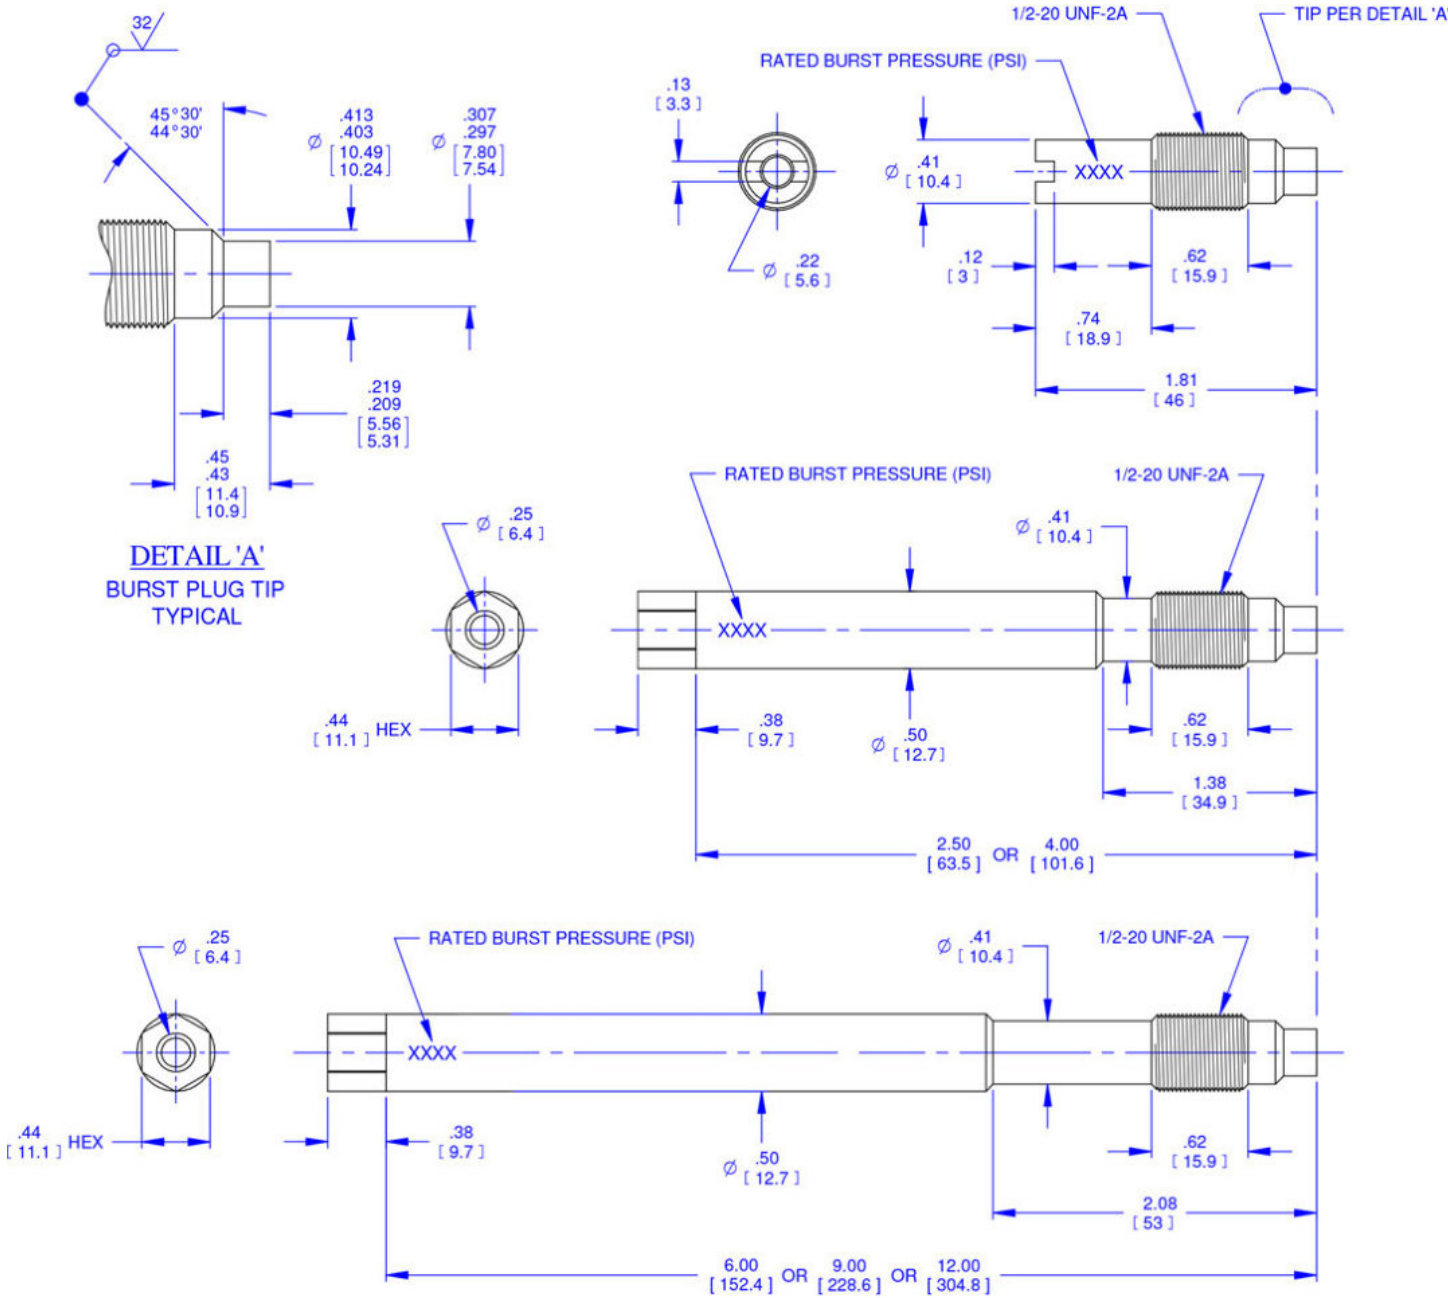 32
45°30'
44°30'
Ø .413
.403
[10.49]
[10.24]
Ø .307
.297
[7.80]
[7.54]
.219
.209
[5.56]
[5.31]
.45
.43
[11.4]
[10.9]
DETAIL 'A'
BURST PLUG TIP
TYPICAL
1/2-20 UNF-2A
TIP PER DETAIL 'A'
RATED BURST PRESSURE (PSI)
.13
[ 3.3 ]
Ø .41
[ 10.4 ]
XXXX
Ø .22
[ 5.6 ]
.12
[ 3 ]
.62
[ 15.9 ]
.74
[ 18.9 ]
1.81
[ 46 ]
RATED BURST PRESSURE (PSI)
1/2-20 UNF-2A
Ø .25
[ 6.4 ]
Ø .41
[ 10.4 ]
XXXX
.44
[ 11.1 ] HEX
.38
[ 9.7 ]
Ø .50
[ 12.7 ]
.62
[ 15.9 ]
1.38
[ 34.9 ]
2.50 OR 4.00
[ 63.5 ] [ 101.6 ]
Ø .25
[ 6.4 ]
RATED BURST PRESSURE (PSI)
Ø .41
[ 10.4 ]
1/2-20 UNF-2A
XXXX
.44
[ 11.1 ] HEX
.38
[ 9.7 ]
Ø .50
[ 12.7 ]
.62
[ 15.9 ]
2.08
[ 53 ]
6.00 OR 9.00 OR 12.00
[ 152.4 ] [ 228.6 ] [ 304.8 ]